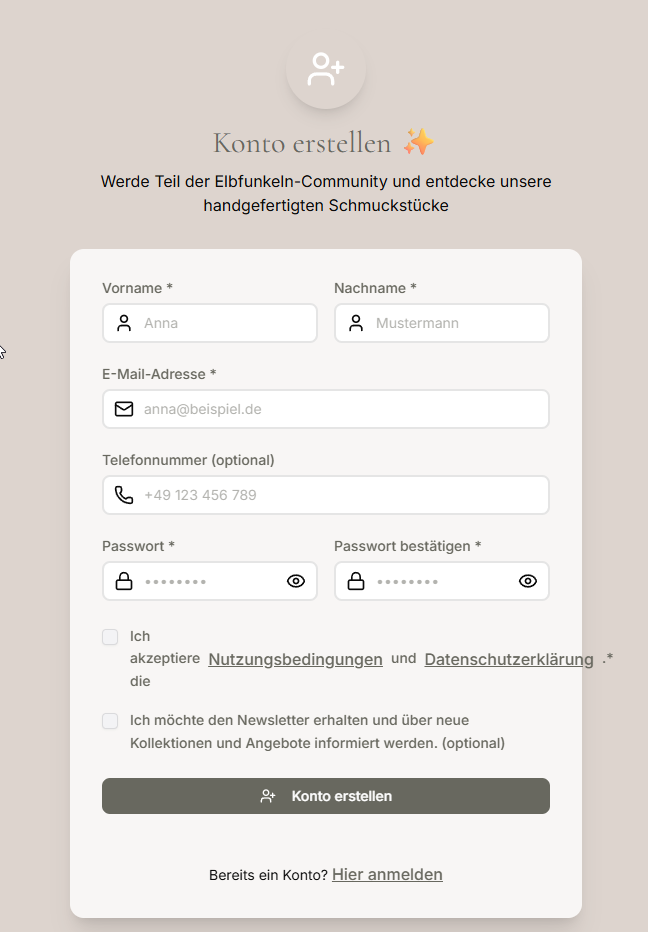 Konto erstellen ✨
Werde Teil der Elbfunkeln-Community und entdecke unsere
handgefertigten Schmuckstücke
Vorname *
Nachname *
Anna
Mustermann
E-Mail-Adresse *
anna@beispiel.de
Telefonnummer (optional)
+49 123 456 789
Passwort *
Passwort bestätigen *
••••••••
••••••••
Ich
akzeptiere Nutzungsbedingungen und Datenschutzerklärung .*
die
Ich möchte den Newsletter erhalten und über neue
Kollektionen und Angebote informiert werden. (optional)
Konto erstellen
Bereits ein Konto? Hier anmelden